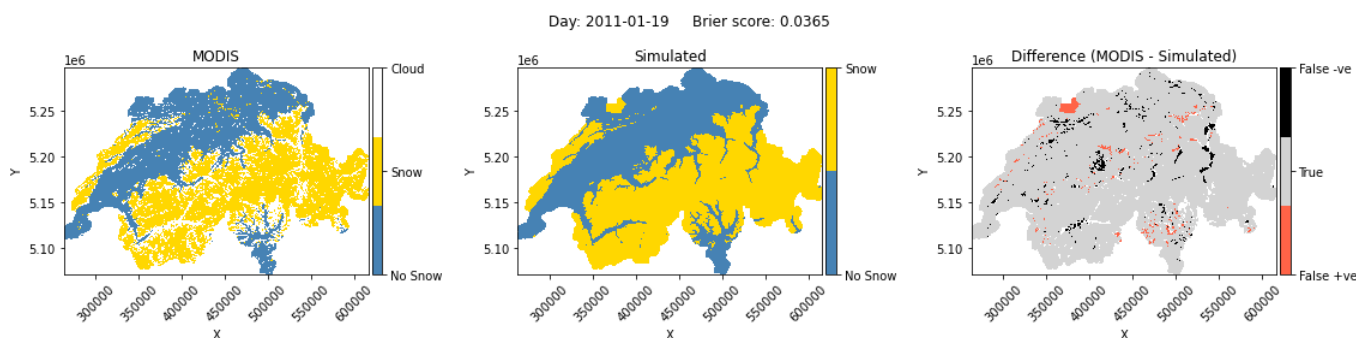 Day: 2011-01-19 Brier score: 0.0365
MODIS
1e6
5.25
5.20
5.15
5.10
Y
300000
350000
400000
450000
500000
550000
600000
X
Cloud
Snow
No Snow
Simulated
1e6
5.25
5.20
5.15
5.10
Y
300000
350000
400000
450000
500000
550000
600000
X
Snow
No Snow
Difference (MODIS - Simulated)
1e6
5.25
5.20
5.15
5.10
Y
300000
350000
400000
450000
500000
550000
600000
X
False -ve
True
False +ve